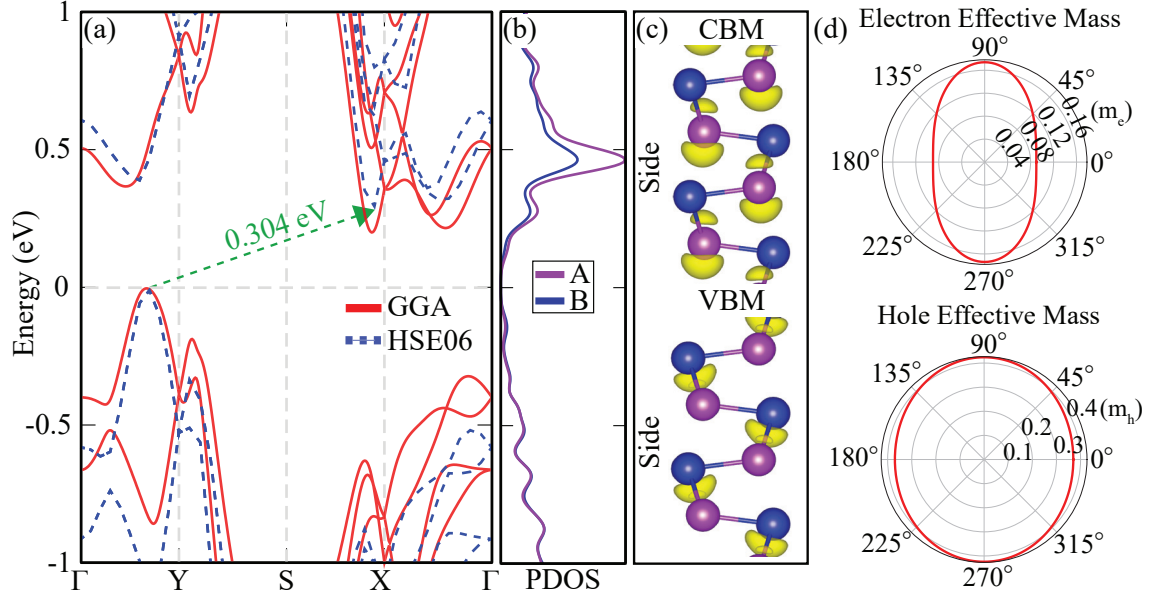 (a)
1
0.5
0
-0.5
-1
Energy (eV)
0.304 eV
GGA
HSE06
Γ
Y
S
X
Γ
(b)
A
B
PDOS
(c)
CBM
Side
VBM
Side
(d)
Electron Effective Mass
90°
135°
45°
180°
0°
225°
315°
270°
0.04
0.08
0.12
0.16
(mₑ)
Hole Effective Mass
90°
135°
45°
180°
0°
225°
315°
270°
0.1
0.2
0.3
0.4
(mₕ)